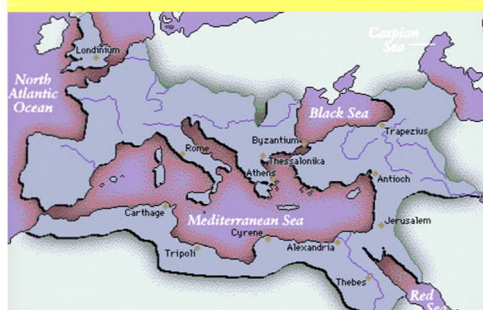 Caspian
Sea
Londinium
North
Atlantic
Ocean
Black Sea
Trapezius
Byzantium
Rome
Thessalonika
Athens
Antioch
Carthage
Mediterranean Sea
Cyrene
Jerusalem
Tripoli
Alexandria
Thebes
Red
Sea